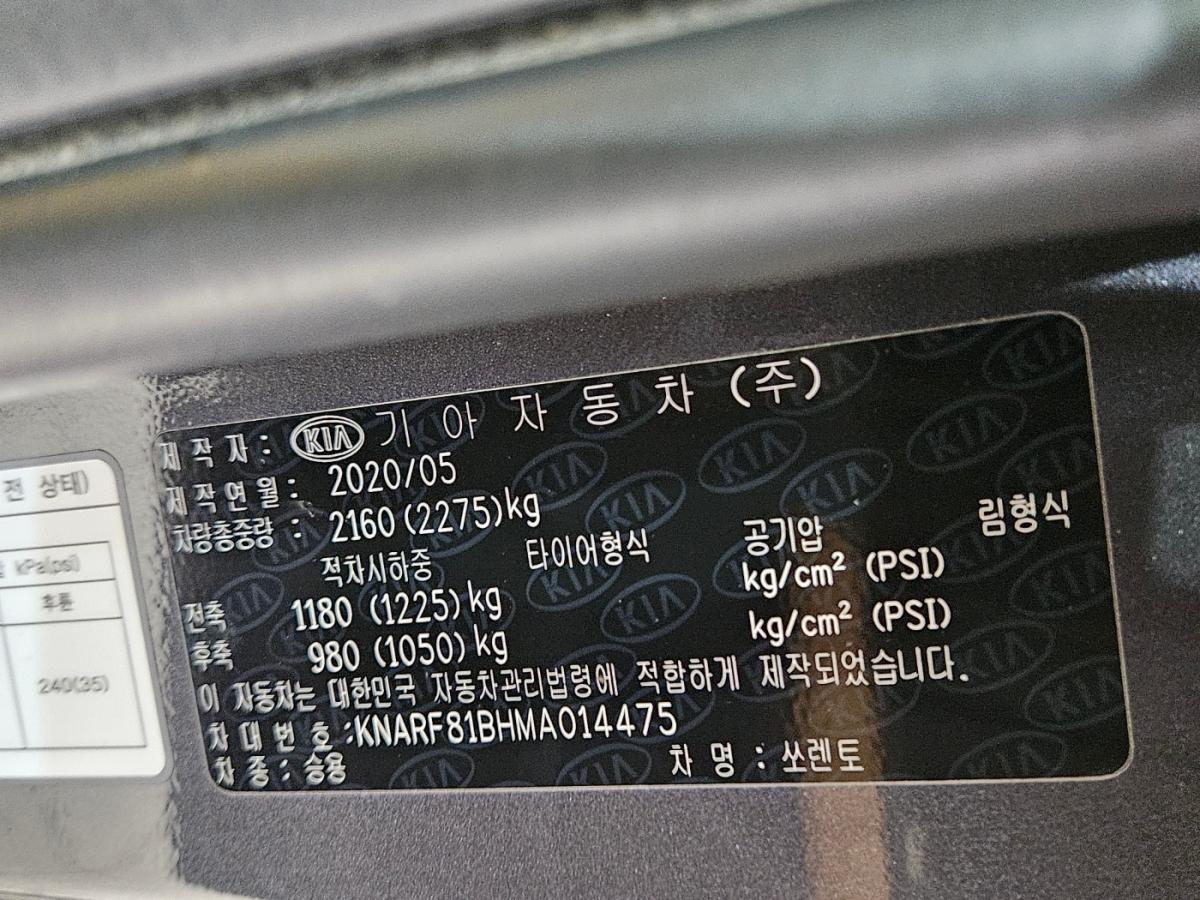 제작자 : KIA 기아 자동차 (주)
제작연월 : 2020/05
차량총중량 : 2160 (2275)kg
적차시하중 타이어형식 공기압 림형식
전축 1180 (1225)kg kg/cm² (PSI)
후축 980 (1050)kg kg/cm² (PSI)
이 자동차는 대한민국 자동차관리법령에 적합하게 제작되었습니다.
차대번호 :KNARF81BHMA014475
차종 : 승용 차명 : 쏘렌토
전 상태)
kPa(psi)
후륜
240(35)